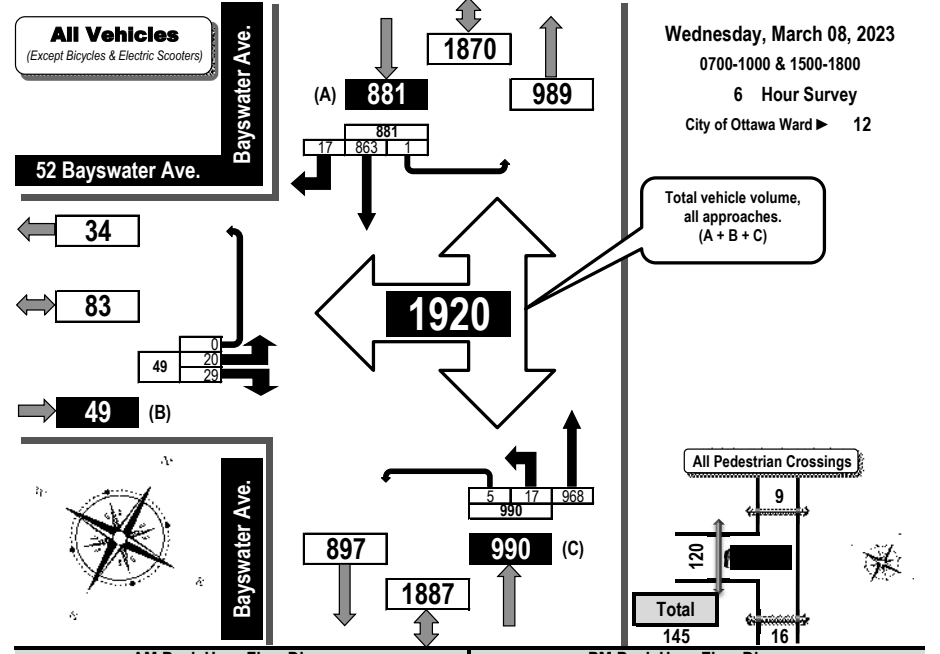 All Vehicles
(Except Bicycles & Electric Scooters)
Bayswater Ave.
52 Bayswater Ave.
1870
(A) 881
989
881
17 863 1
Wednesday, March 08, 2023
0700-1000 & 1500-1800
6 Hour Survey
City of Ottawa Ward ► 12
Total vehicle volume,
all approaches.
(A + B + C)
34
83
1920
0
49 20
29
49 (B)
Bayswater Ave.
5 17 968
990
897
990 (C)
1887
All Pedestrian Crossings
9
120
Total
145
16